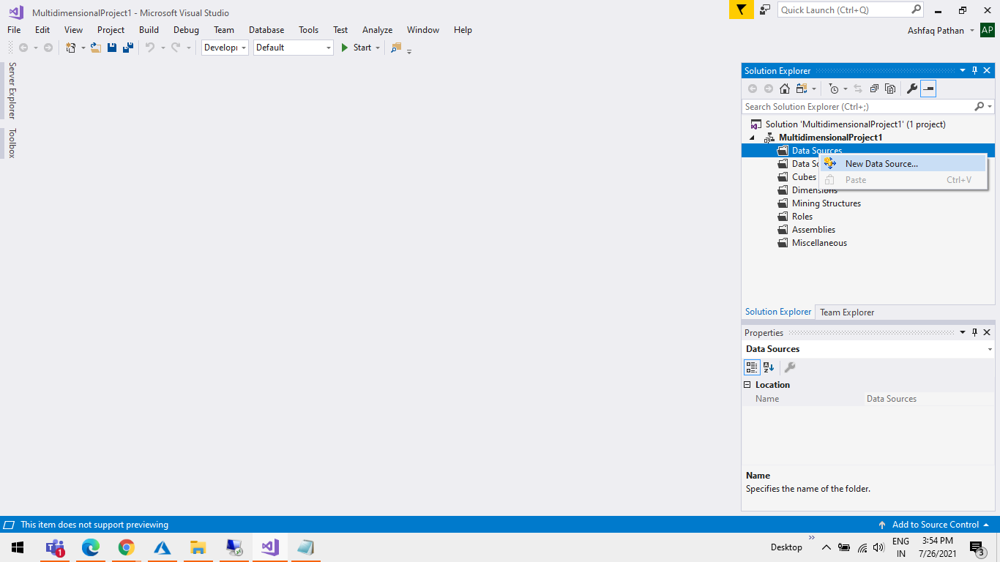 MultidimensionalProject1 - Microsoft Visual Studio
Quick Launch (Ctrl+Q)
File Edit View Project Build Debug Team Database Tools Test Analyze Window Help
Ashfaq Pathan AP
Developı Default Start
Server Explorer
Toolbox
Solution Explorer
Search Solution Explorer (Ctrl+;)
Solution 'MultidimensionalProject1' (1 project)
MultidimensionalProject1
Data Sources
New Data Source...
Data So
Paste Ctrl+V
Cubes
Dimensions
Mining Structures
Roles
Assemblies
Miscellaneous
Solution Explorer Team Explorer
Properties
Data Sources
Location
Name Data Sources
Name
Specifies the name of the folder.
This item does not support previewing
Add to Source Control
1
Desktop
ENG
IN
3:54 PM
7/26/2021
3